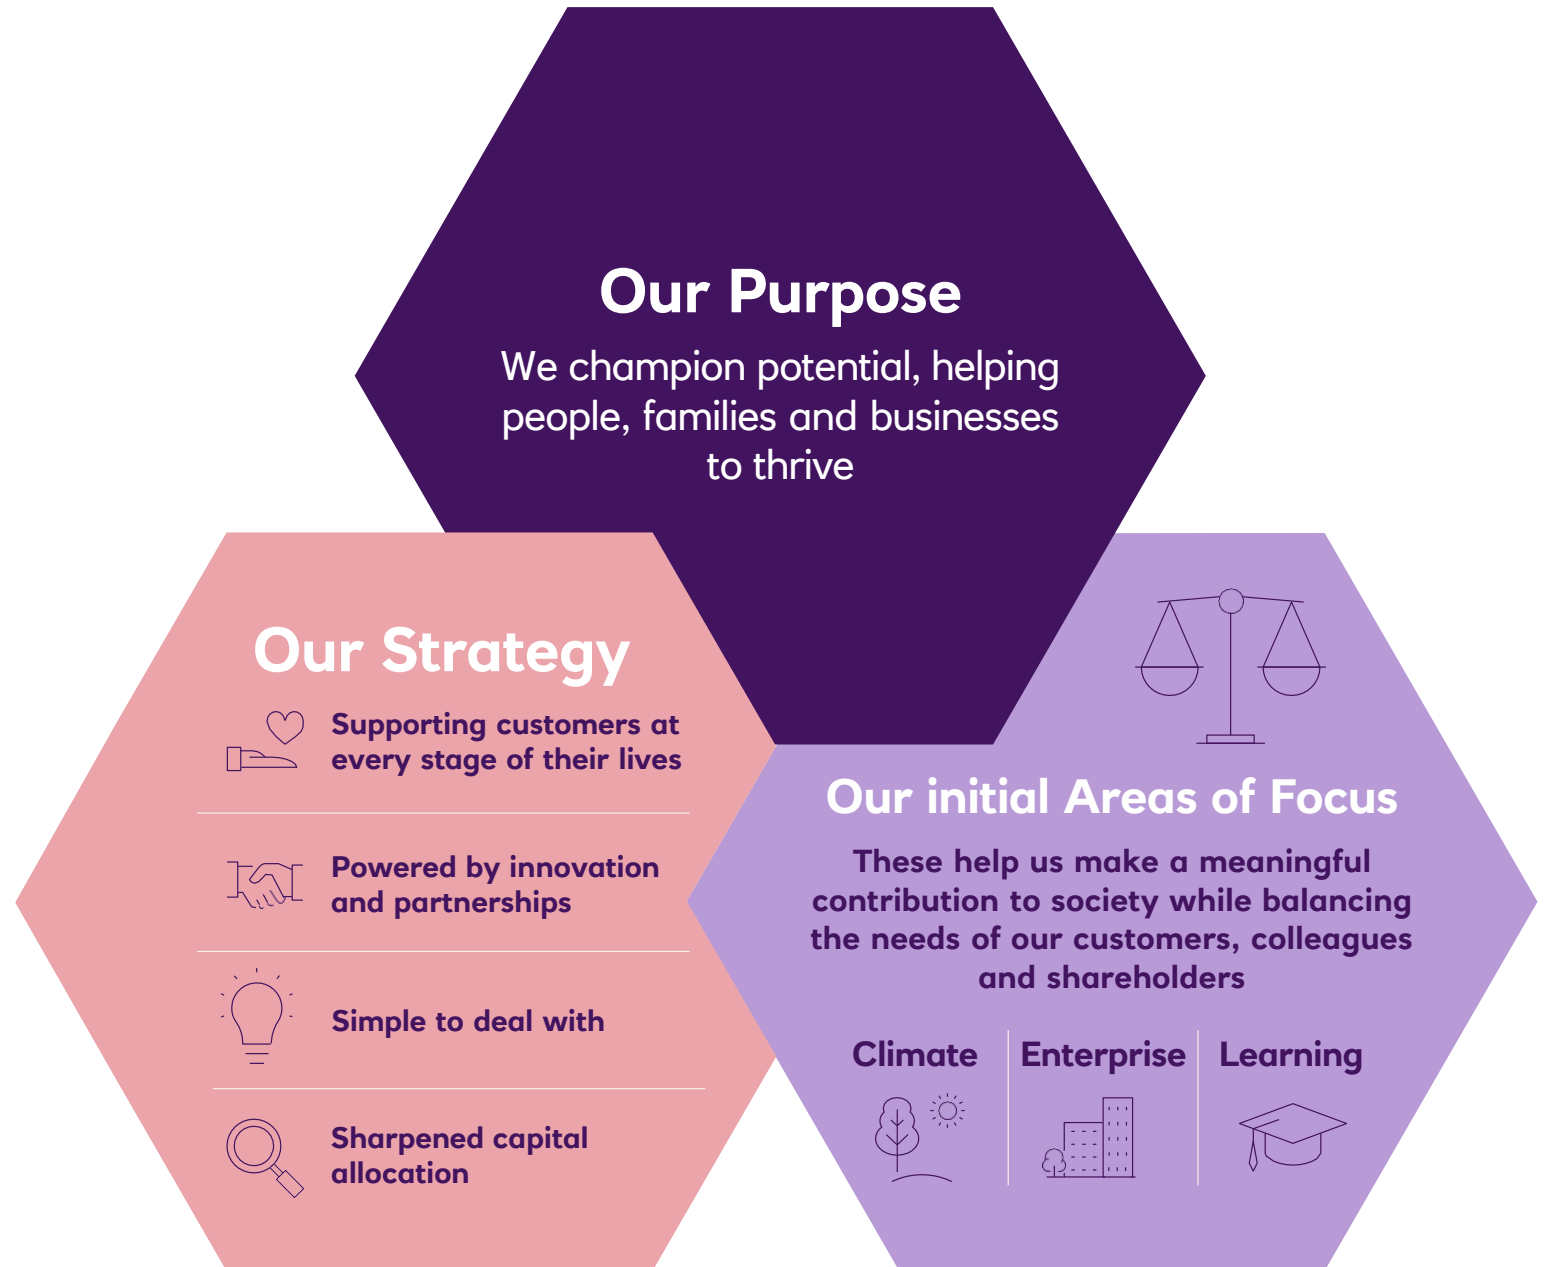 Our Purpose
We champion potential, helping
people, families and businesses
to thrive
Our Strategy
Supporting customers at
every stage of their lives
Powered by innovation
and partnerships
Simple to deal with
Sharpened capital
allocation
Our initial Areas of Focus
These help us make a meaningful
contribution to society while balancing
the needs of our customers, colleagues
and shareholders
Climate
Enterprise
Learning